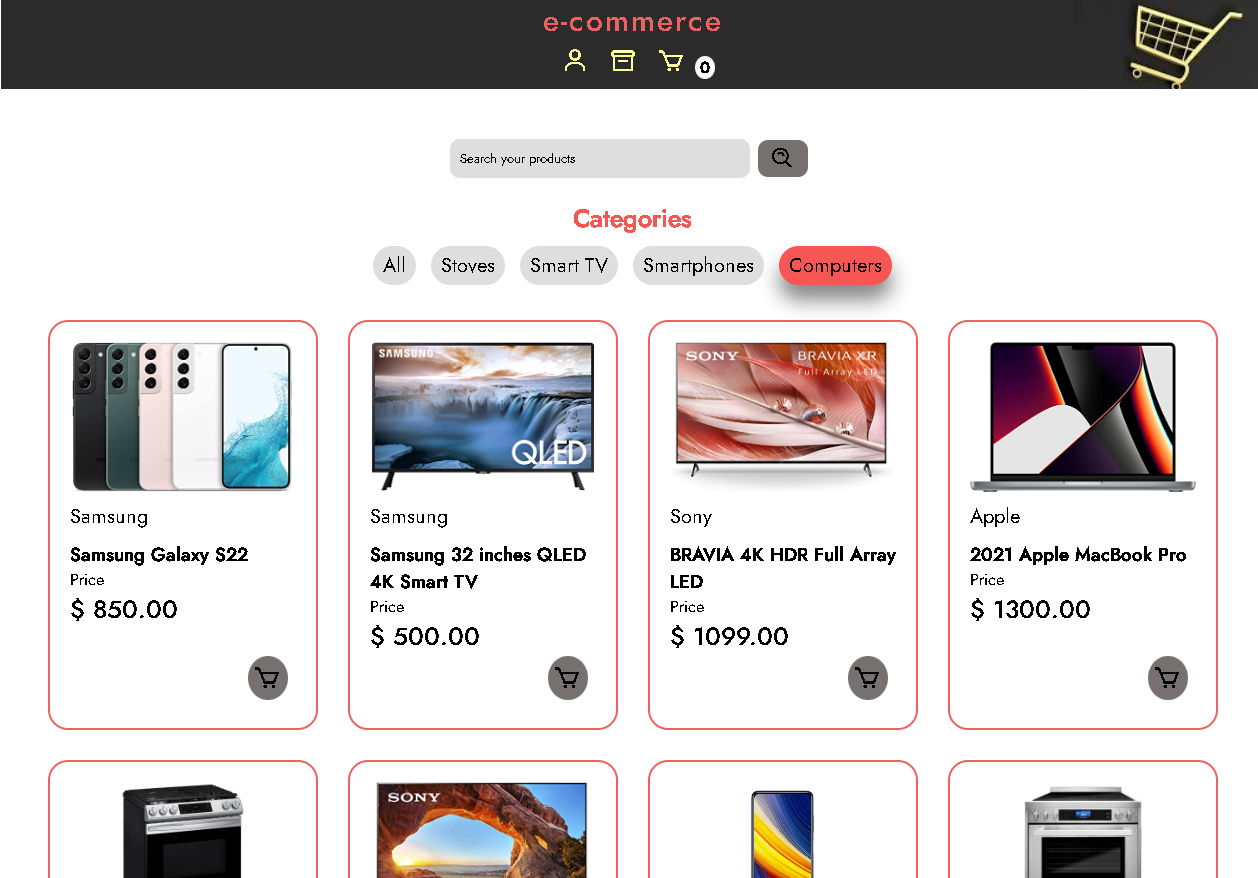 e-commerce
0
Search your products
Categories
All Stoves Smart TV Smartphones Computers
SAMSUNG
QLED
SONY
BRAVIA XR
Full Array LED
Samsung
Samsung Galaxy S22
Price
$ 850.00
Samsung
Samsung 32 inches QLED
4K Smart TV
Price
$ 500.00
Sony
BRAVIA 4K HDR Full Array
LED
Price
$ 1099.00
Apple
2021 Apple MacBook Pro
Price
$ 1300.00
SONY